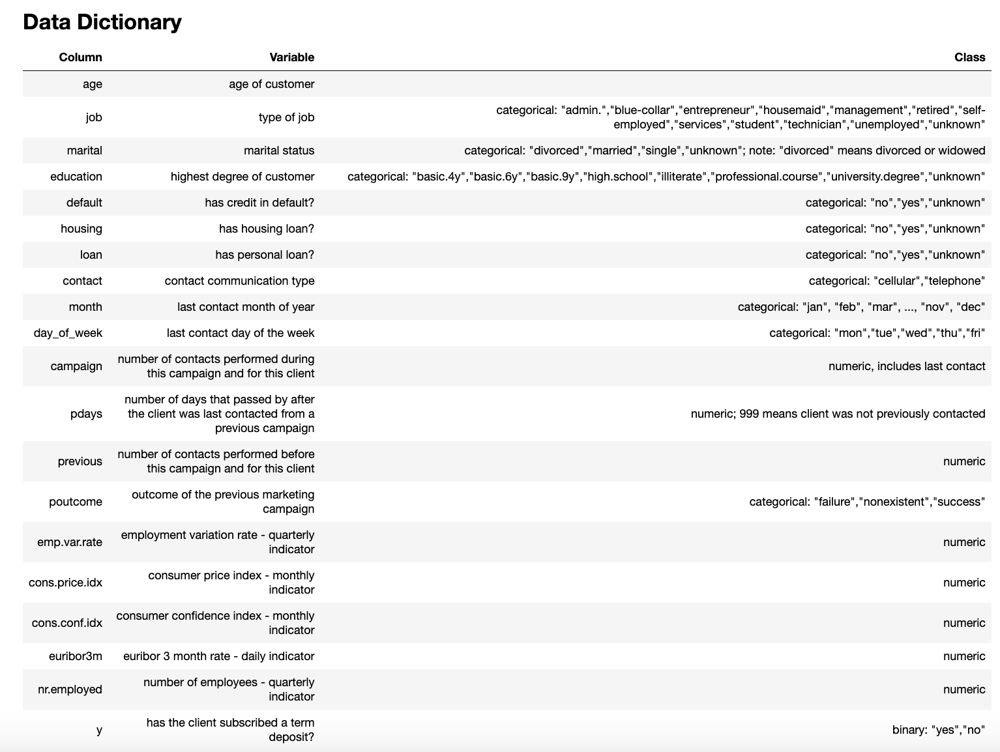 Data Dictionary
Column Variable Class
age age of customer
job type of job categorical: "admin.","blue-collar","entrepreneur","housemaid","management","retired","self-
employed","services","student","technician","unemployed","unknown"
marital marital status categorical: "divorced","married","single","unknown"; note: "divorced" means divorced or widowed
education highest degree of customer categorical: "basic.4y","basic.6y","basic.9y","high.school","illiterate","professional.course","university.degree","unknown"
default has credit in default? categorical: "no","yes","unknown"
housing has housing loan? categorical: "no","yes","unknown"
loan has personal loan? categorical: "no","yes","unknown"
contact contact communication type categorical: "cellular","telephone"
month last contact month of year categorical: "jan", "feb", "mar", ..., "nov", "dec"
day_of_week last contact day of the week categorical: "mon","tue","wed","thu","fri"
campaign number of contacts performed during
this campaign and for this client numeric, includes last contact
pdays number of days that passed by after
the client was last contacted from a
previous campaign numeric; 999 means client was not previously contacted
previous number of contacts performed before
this campaign and for this client numeric
poutcome outcome of the previous marketing
campaign categorical: "failure","nonexistent","success"
emp.var.rate employment variation rate - quarterly
indicator numeric
cons.price.idx consumer price index - monthly
indicator numeric
cons.conf.idx consumer confidence index - monthly
indicator numeric
euribor3m euribor 3 month rate - daily indicator numeric
nr.employed number of employees - quarterly
indicator numeric
y has the client subscribed a term
deposit? binary: "yes","no"